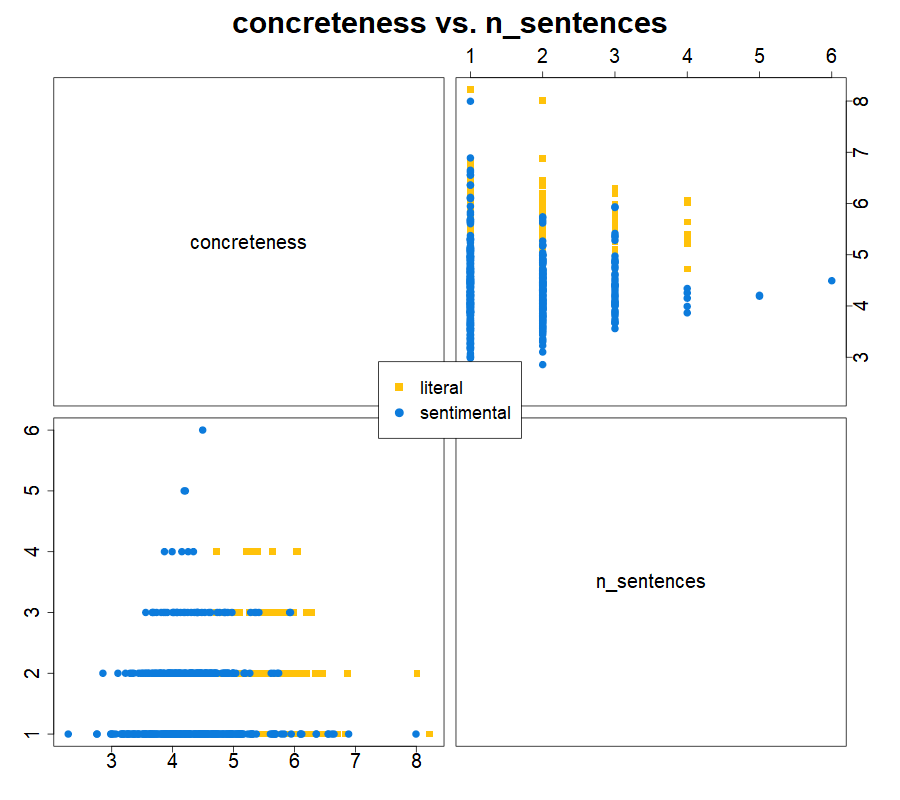 concreteness vs. n_sentences
1 2 3 4 5 6
concreteness
8
7
6
5
4
3
literal
sentimental
6
5
4
3
2
1
n_sentences
3 4 5 6 7 8